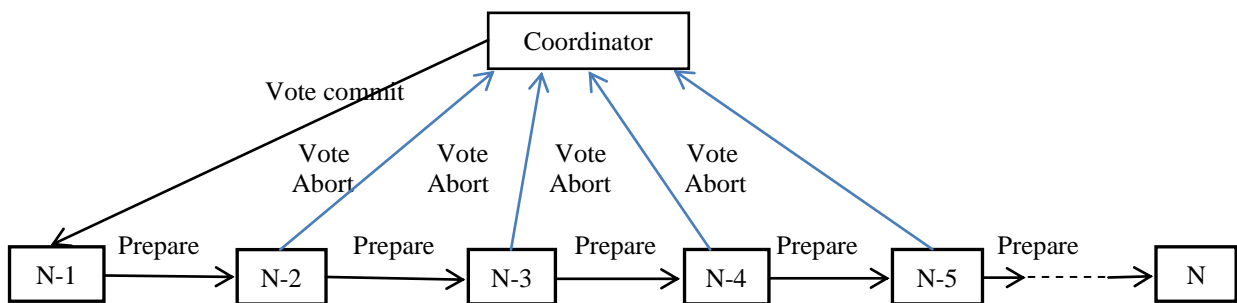 Coordinator
Vote commit
Vote
Abort
Vote
Abort
Vote
Abort
Vote
Abort
Prepare
Prepare
Prepare
Prepare
Prepare
N-1
N-2
N-3
N-4
N-5
N